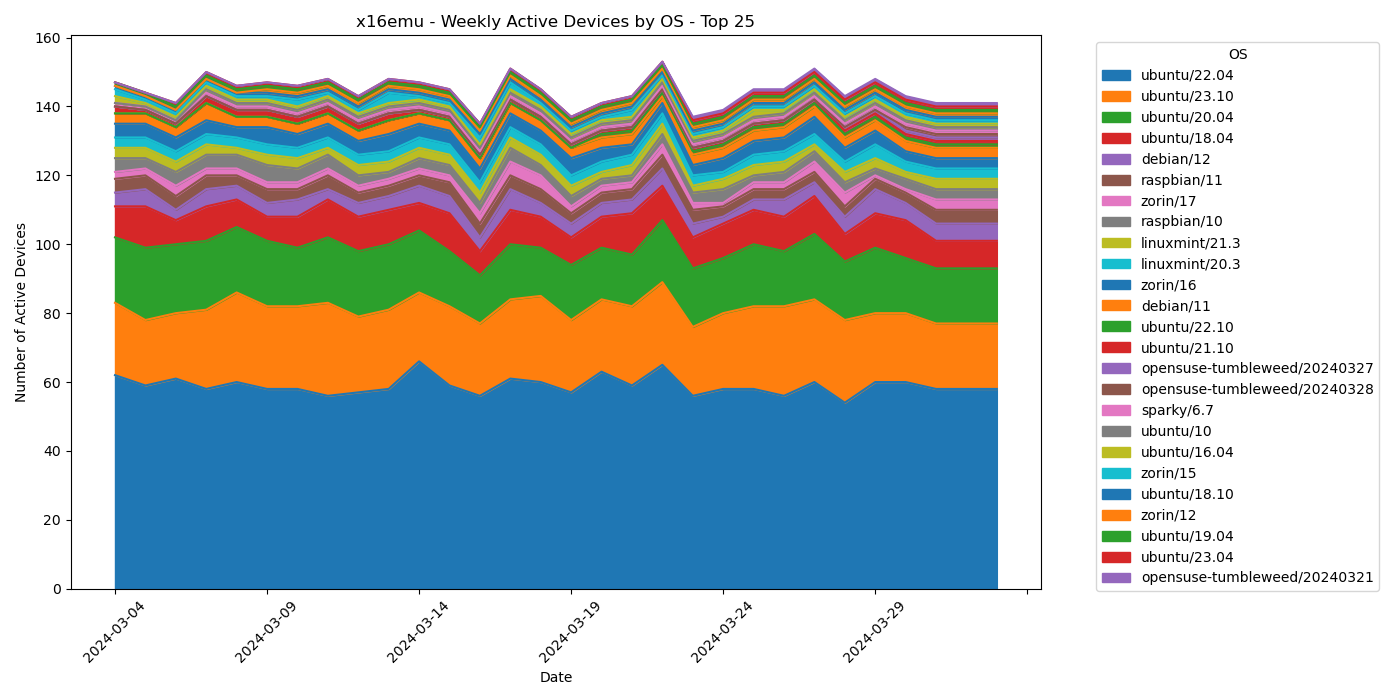 x16emu - Weekly Active Devices by OS - Top 25
Number of Active Devices
160
140
120
100
80
60
40
20
0
2024-03-04
2024-03-09
2024-03-14
2024-03-19
2024-03-24
2024-03-29
Date
OS
ubuntu/22.04
ubuntu/23.10
ubuntu/20.04
ubuntu/18.04
debian/12
raspbian/11
zorin/17
raspbian/10
linuxmint/21.3
linuxmint/20.3
zorin/16
debian/11
ubuntu/22.10
ubuntu/21.10
opensuse-tumbleweed/20240327
opensuse-tumbleweed/20240328
sparky/6.7
ubuntu/10
ubuntu/16.04
zorin/15
ubuntu/18.10
zorin/12
ubuntu/19.04
ubuntu/23.04
opensuse-tumbleweed/20240321